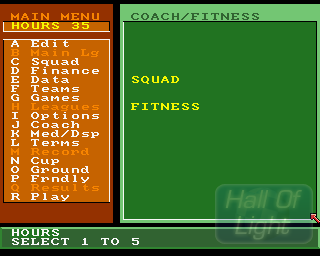 MAIN MENU
HOURS 35
A Edit
B Main Lg
C Squad
D Finance
E Data
F Teams
G Games
H Leagues
I Options
J Coach
K Med/Dsp
L Terms
M Record
N Cup
O Ground
P Frndly
Q Results
R Play
COACH/FITNESS
SQUAD
FITNESS
Hall Of
Light
HOURS
SELECT 1 TO 5